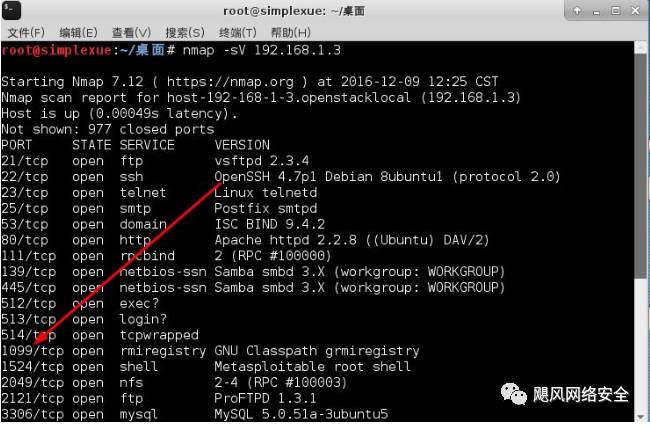 root@simplexue:~/桌面
文件(F) 编辑(E) 查看(V) 搜索(S) 终端(T) 帮助(H)
root@simplexue:~/桌面# nmap -sV 192.168.1.3
Starting Nmap 7.12 ( https://nmap.org ) at 2016-12-09 12:25 CST
Nmap scan report for host-192-168-1-3.openstacklocal (192.168.1.3)
Host is up (0.00049s latency).
Not shown: 977 closed ports
PORT STATE SERVICE VERSION
21/tcp open ftp vsftpd 2.3.4
22/tcp open ssh OpenSSH 4.7p1 Debian 8ubuntu1 (protocol 2.0)
23/tcp open telnet Linux telnetd
25/tcp open smtp Postfix smtpd
53/tcp open domain ISC BIND 9.4.2
80/tcp open http Apache httpd 2.2.8 ((Ubuntu) DAV/2)
111/tcp open rpcbind 2 (RPC #100000)
139/tcp open netbios-ssn Samba smbd 3.X (workgroup: WORKGROUP)
445/tcp open netbios-ssn Samba smbd 3.X (workgroup: WORKGROUP)
512/tcp open exec?
513/tcp open login?
514/tcp open tcpwrapped
1099/tcp open rmiregistry GNU Classpath grmiregistry
1524/tcp open shell Metasploitable root shell
2049/tcp open nfs 2-4 (RPC #100003)
2121/tcp open ftp ProFTPD 1.3.1
3306/tcp open mysql MySQL 5.0.51a-3ubuntu5
飓风网络安全